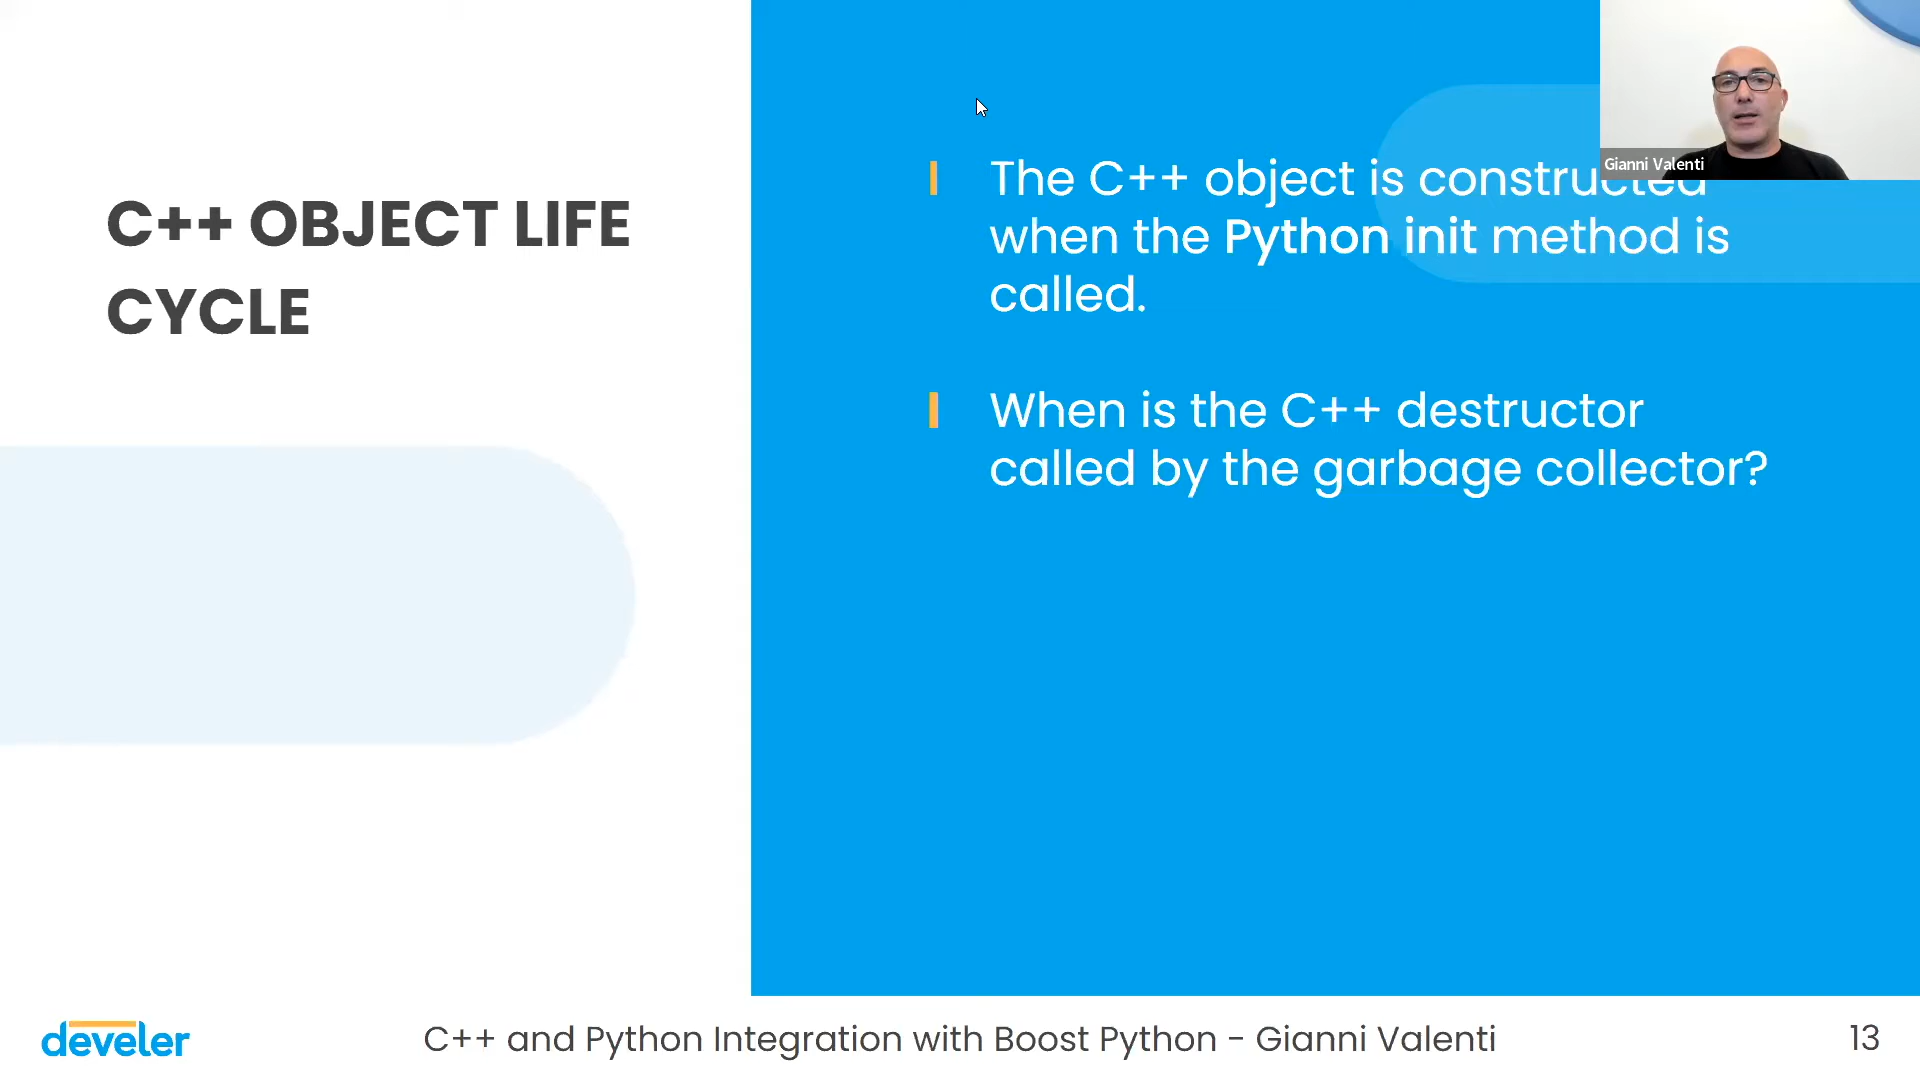 C++ OBJECT LIFE
CYCLE
The C++ object is constructed
when the Python init method is
called.
When is the C++ destructor
called by the garbage collector?
Gianni Valenti
develer
C++ and Python Integration with Boost Python - Gianni Valenti
13